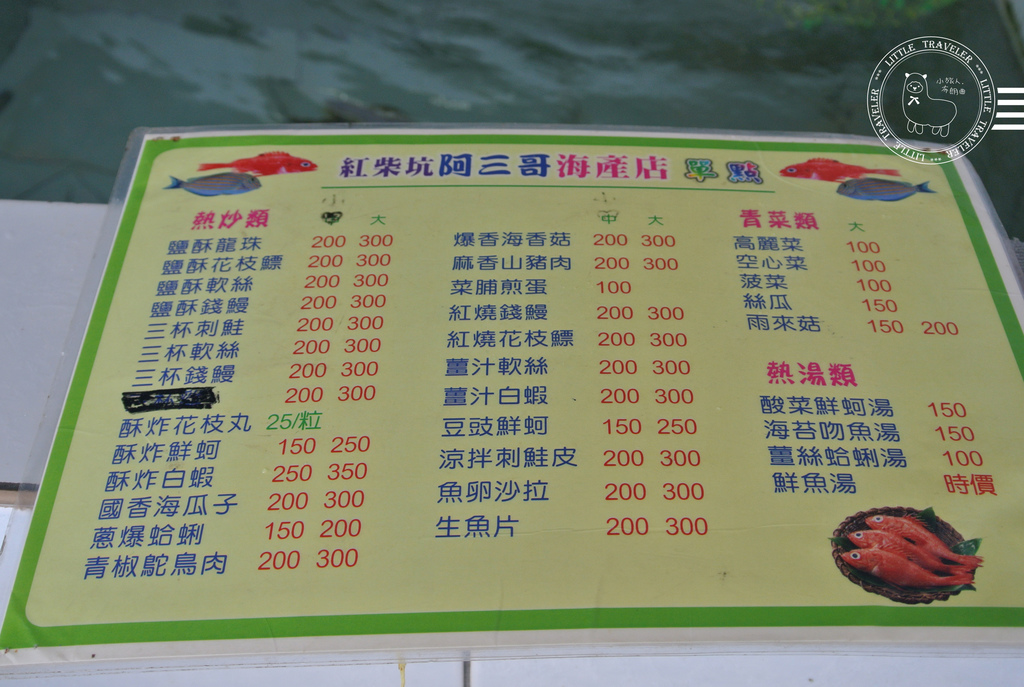 LITTLE TRAVELER LITTLE TRAVELER LITTLE TRAVELER
小旅人.
紅柴坑阿三哥海產店 單點
熱炒類 小 大
鹽酥龍珠 200 300
鹽酥花枝鰾 200 300
鹽酥軟絲 200 300
鹽酥錢鰻 200 300
三杯刺鮭 200 300
三杯軟絲 200 300
三杯錢鰻 200 300
200 300
酥炸花枝丸 25/粒
酥炸鮮蚵 150 250
酥炸白蝦 250 350
國香海瓜子 200 300
蔥爆蛤蜊 150 200
青椒鴕鳥肉 200 300
小 中 大
爆香海香菇 200 300
麻香山豬肉 200 300
菜脯煎蛋 100
紅燒錢鰻 200 300
紅燒花枝鰾 200 300
薑汁軟絲 200 300
薑汁白蝦 200 300
豆豉鮮蚵 150 250
涼拌刺鮭皮 200 300
魚卵沙拉 200 300
生魚片 200 300
青菜類 大
高麗菜 100
空心菜 100
菠菜 100
絲瓜 150
雨來菇 150 200
熱湯類
酸菜鮮蚵湯 150
海苔吻魚湯 150
薑絲蛤蜊湯 100
鮮魚湯 時價